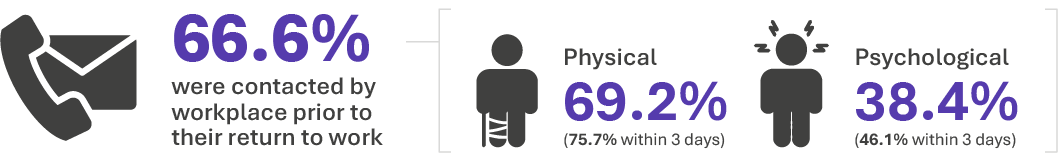 66.6%
were contacted by
workplace prior to
their return to work
Physical
69.2%
(75.7% within 3 days)
Psychological
38.4%
(46.1% within 3 days)